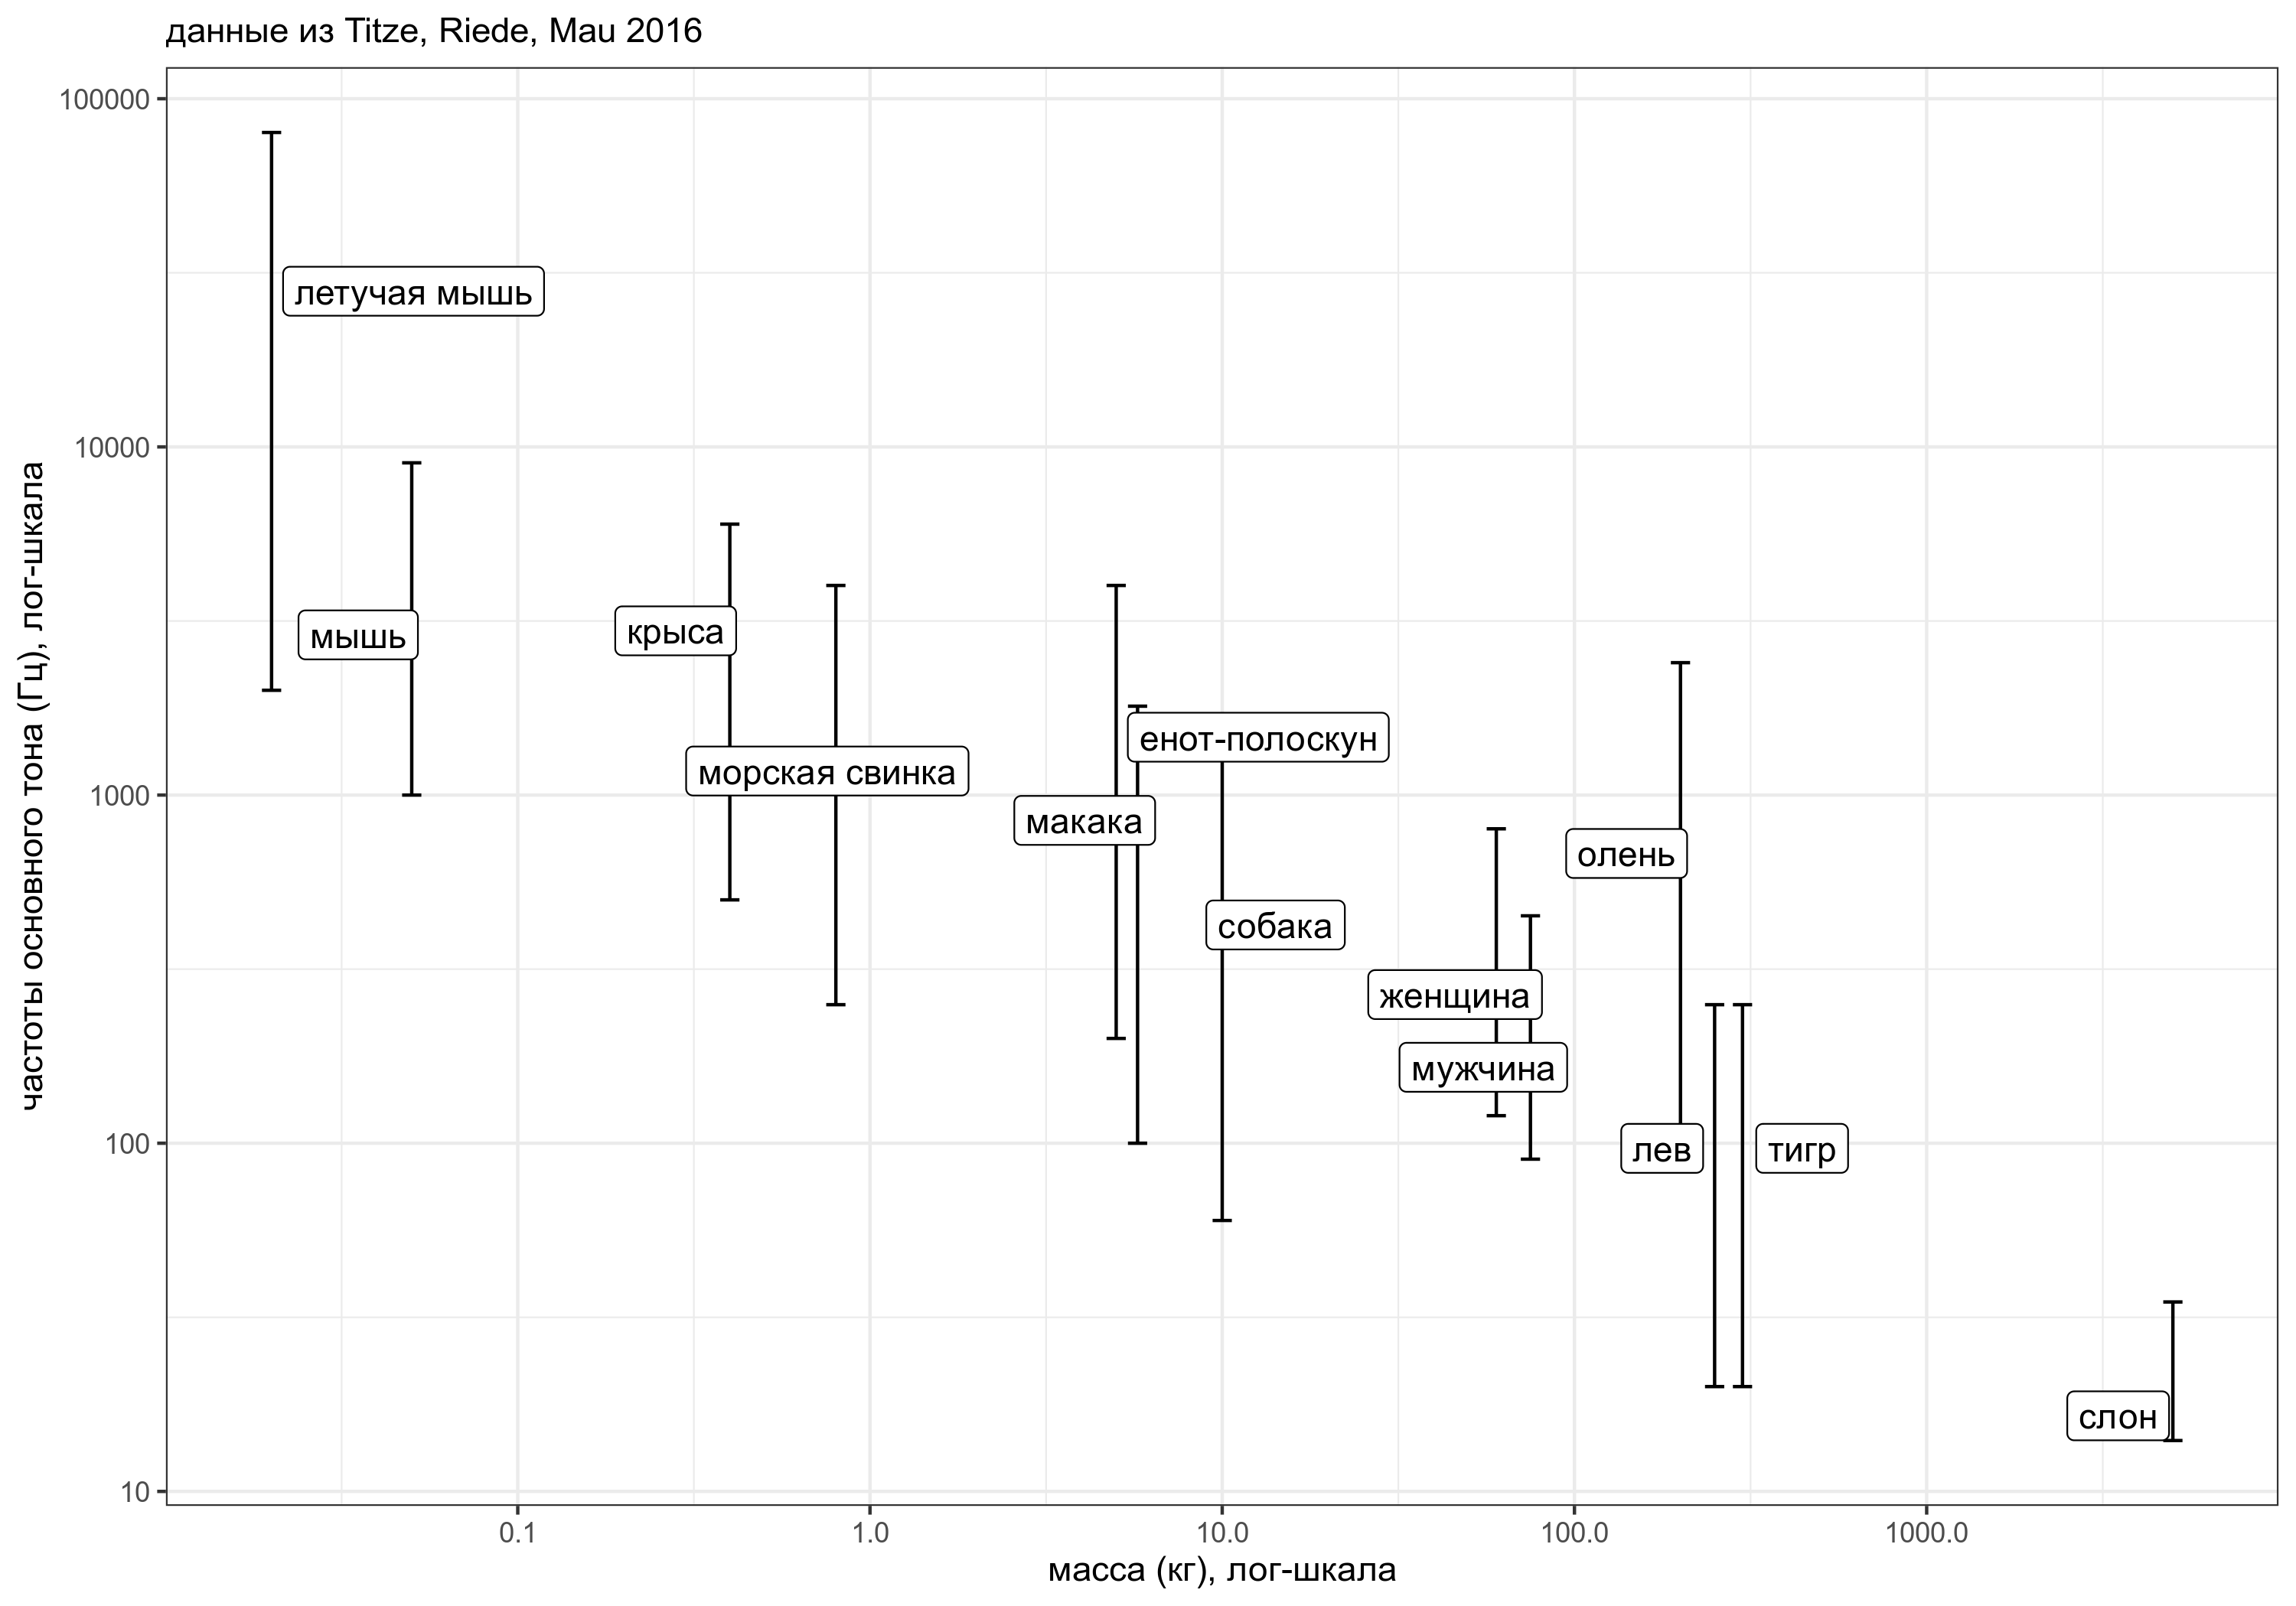 данные из Titze, Riede, Mau 2016
частоты основного тона (Гц), лог-шкала
100000
10000
1000
100
10
летучая мышь
мышь
крыса
морская свинка
енот-полоскун
макака
собака
олень
женщина
мужчина
лев
тигр
слон
0.1
1.0
10.0
100.0
1000.0
масса (кг), лог-шкала